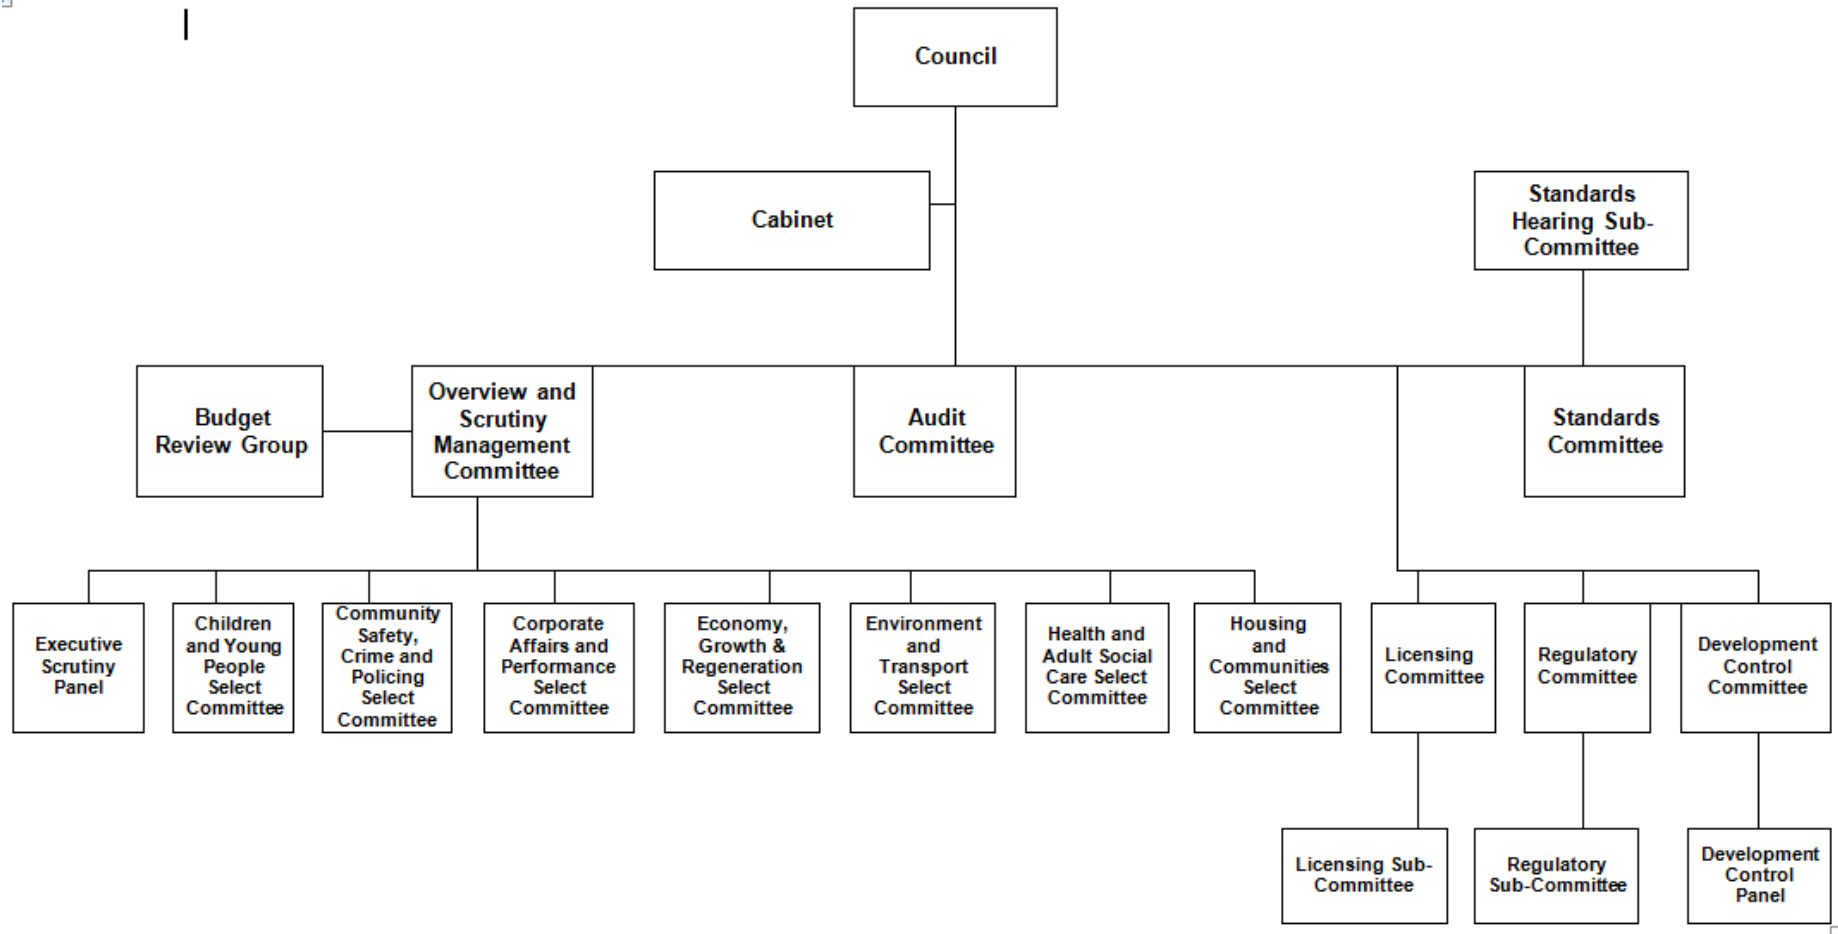 Council
Cabinet
Standards
Hearing Sub-
Committee
Budget
Review Group
Overview and
Scrutiny
Management
Committee
Audit
Committee
Standards
Committee
Executive
Scrutiny
Panel
Children
and Young
People
Select
Committee
Community
Safety,
Crime and
Policing
Select
Committee
Corporate
Affairs and
Performance
Select
Committee
Economy,
Growth &
Regeneration
Select
Committee
Environment
and
Transport
Select
Committee
Health and
Adult Social
Care Select
Committee
Housing
and
Communities
Select
Committee
Licensing
Committee
Regulatory
Committee
Development
Control
Committee
Licensing Sub-
Committee
Regulatory
Sub-Committee
Development
Control
Panel